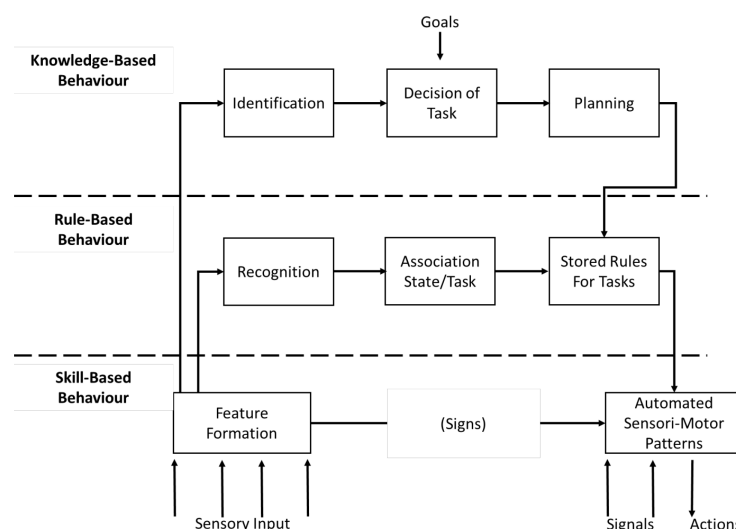 Goals
Knowledge-Based
Behaviour
Identification
Decision of
Task
Planning
Rule-Based
Behaviour
Recognition
Association
State/Task
Stored Rules
For Tasks
Skill-Based
Behaviour
Feature
Formation
(Signs)
Automated
Sensori-Motor
Patterns
Sensory Input
Signals
Actions